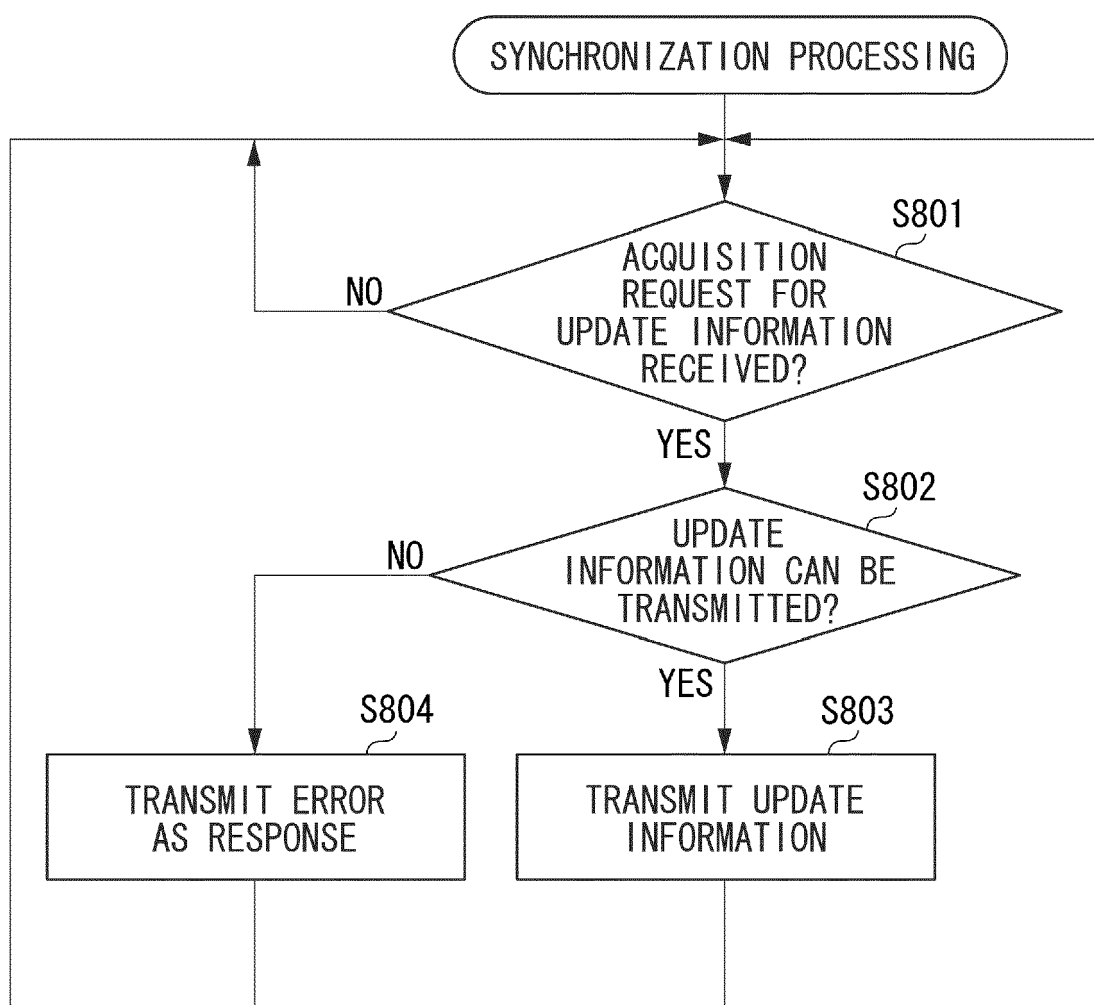 SYNCHRONIZATION PROCESSING
S801
ACQUISITION
REQUEST FOR
UPDATE INFORMATION
RECEIVED?
NO
YES
S802
UPDATE
INFORMATION CAN BE
TRANSMITTED?
NO
YES
S804
TRANSMIT ERROR
AS RESPONSE
S803
TRANSMIT UPDATE
INFORMATION